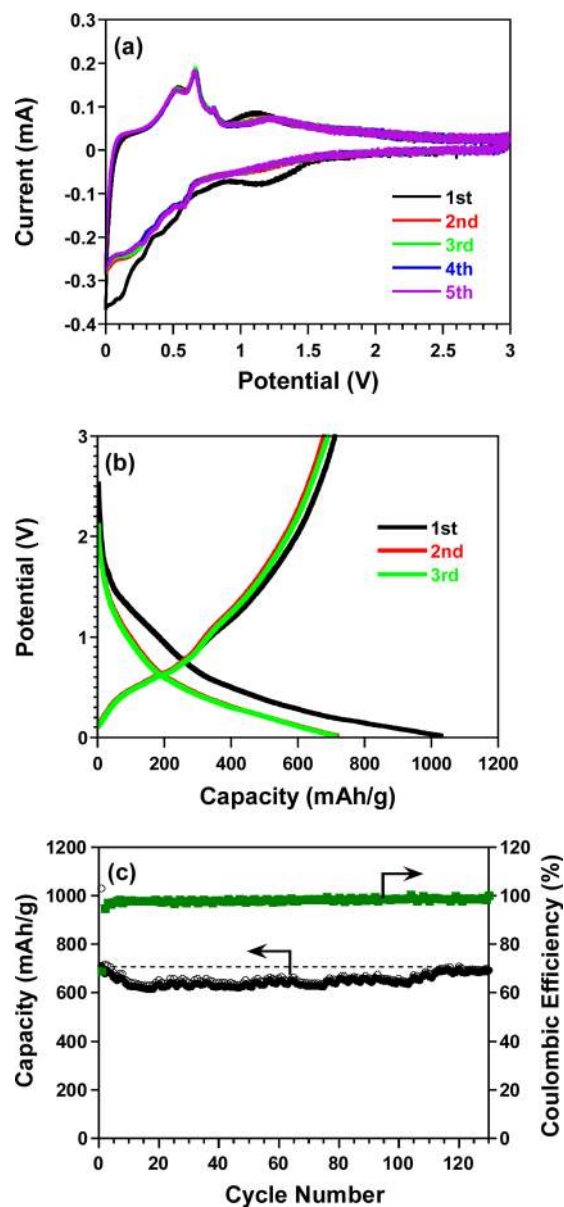 (a)
0.3
0.2
0.1
0
-0.1
-0.2
-0.3
-0.4
Current (mA)
1st
2nd
3rd
4th
5th
0 0.5 1 1.5 2 2.5 3
Potential (V)
(b)
3
2
1
0
Potential (V)
1st
2nd
3rd
0 200 400 600 800 1000 1200
Capacity (mAh/g)
(c)
1200
1000
800
600
400
200
0
Capacity (mAh/g)
120
100
80
60
40
20
0
Coulombic Efficiency (%)
0 20 40 60 80 100 120
Cycle Number